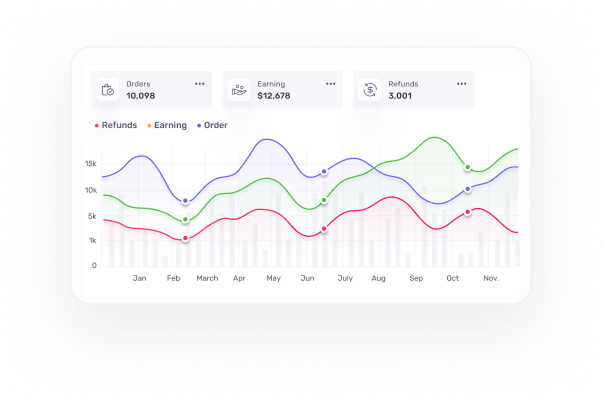 Orders
10,098
Earning
$12,678
Refunds
3,001
Refunds Earning Order
15k
10k
5k
1k
0
Jan Feb March Apr May Jun July Aug Sep Oct Nov.